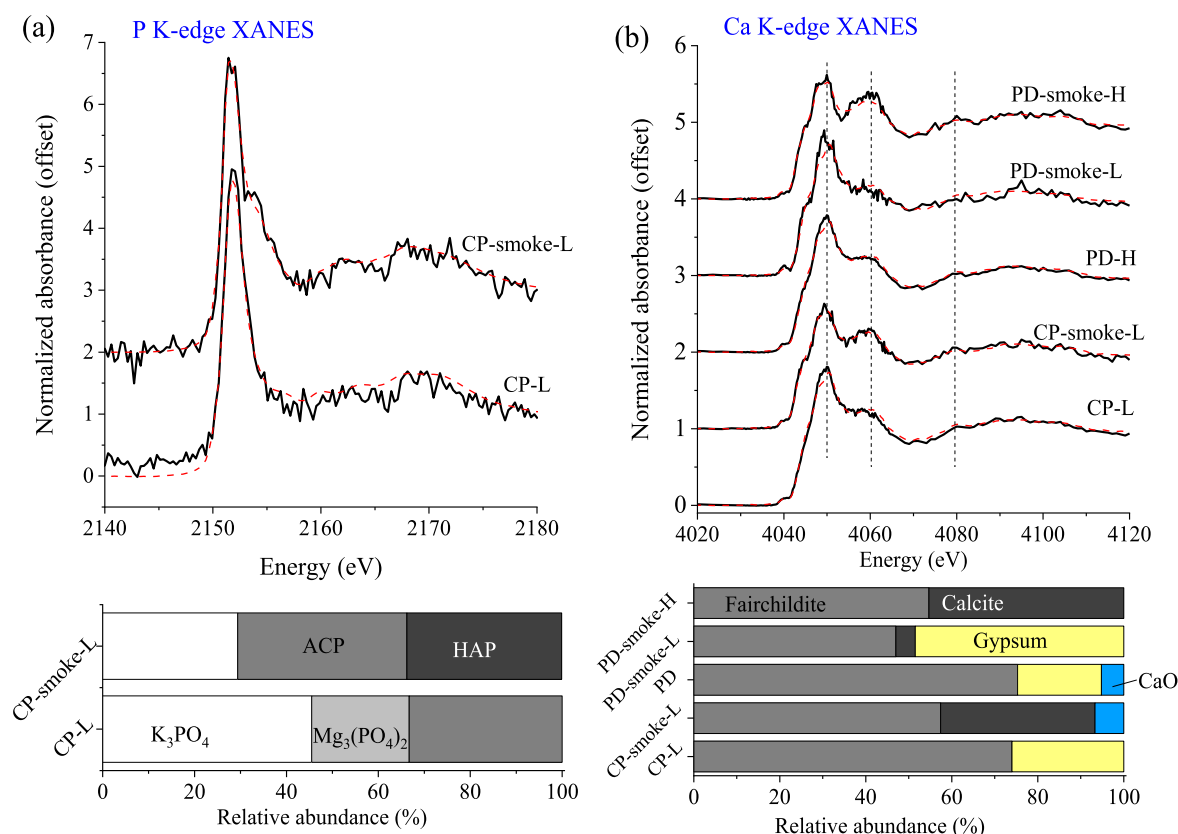 (a)
P K-edge XANES
7
6
5
4
3
2
1
0
Normalized absorbance (offset)
CP-smoke-L
CP-L
2140 2150 2160 2170 2180
Energy (eV)
CP-smoke-L
CP-L
ACP
HAP
K₃PO₄
Mg₃(PO₄)₂
0 20 40 60 80 100
Relative abundance (%)
(b)
Ca K-edge XANES
6
5
4
3
2
1
0
Normalized absorbance (offset)
PD-smoke-H
PD-smoke-L
PD-H
CP-smoke-L
CP-L
4020 4040 4060 4080 4100 4120
Energy (eV)
PD-smoke-H
PD-smoke-L
PD
CP-smoke-L
CP-L
Fairchildite
Calcite
Gypsum
CaO
0 20 40 60 80 100
Relative abundance (%)